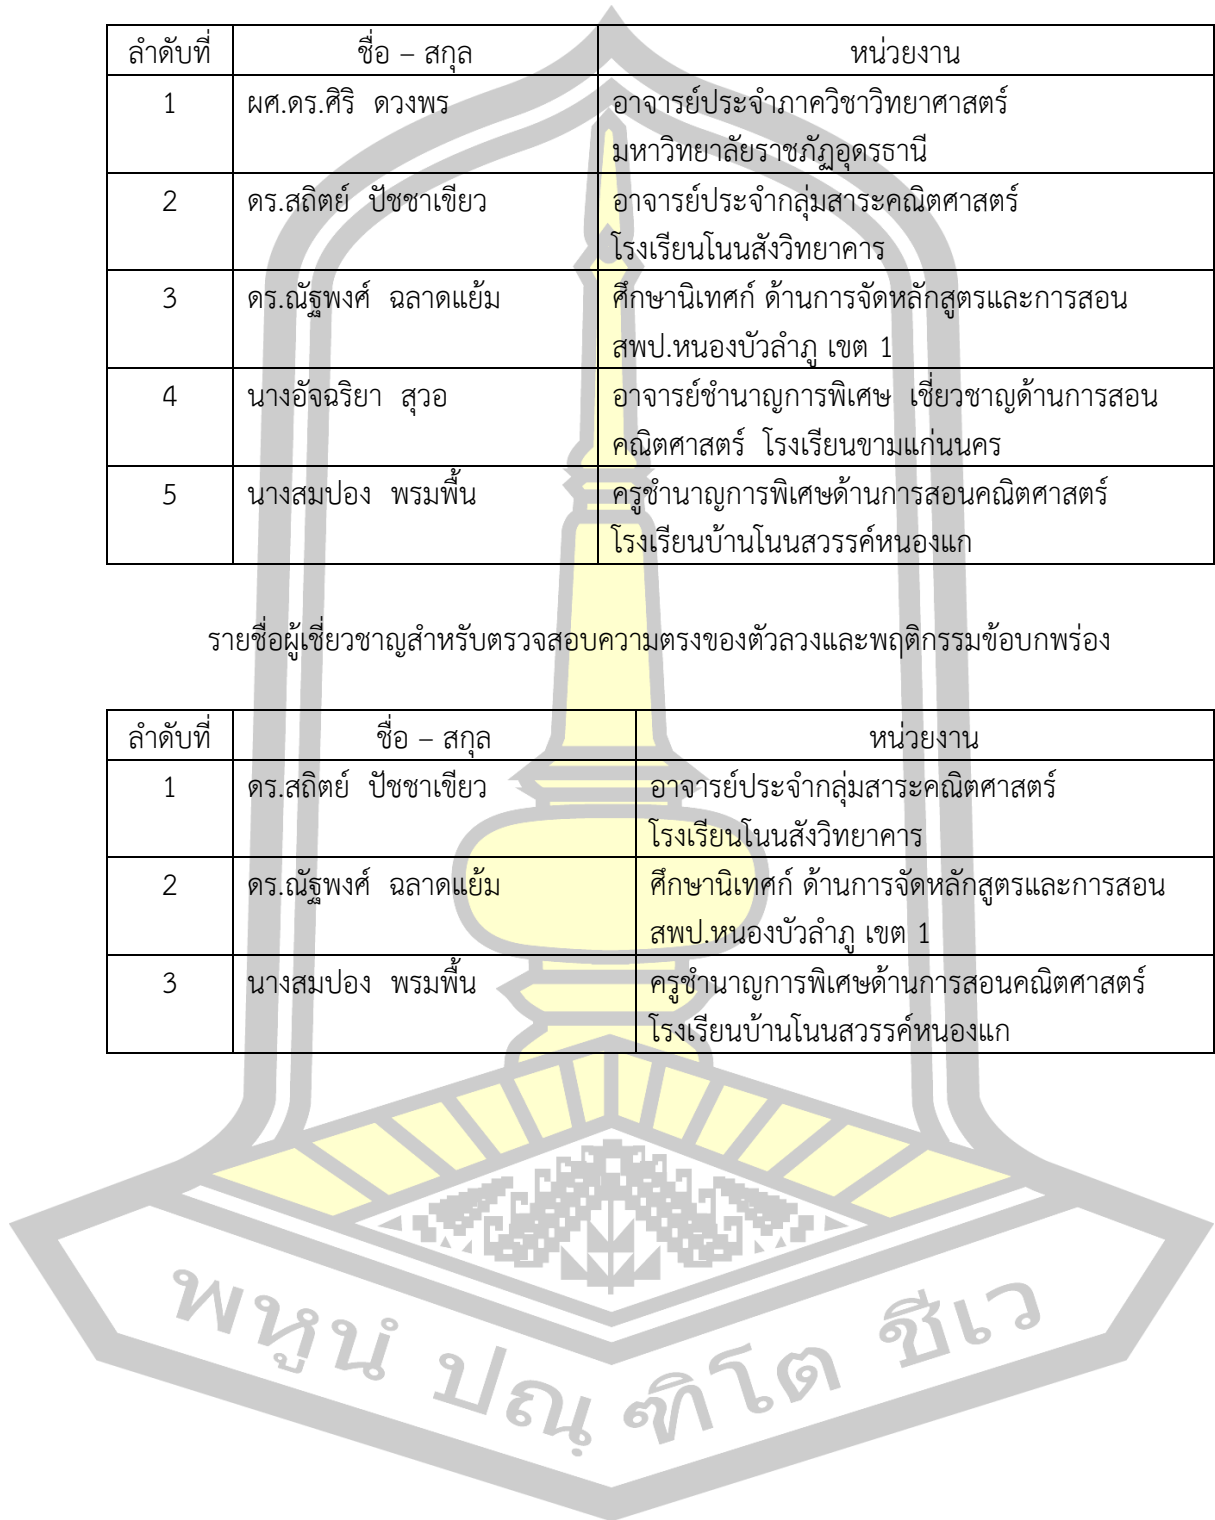 ลำดับที่ ชื่อ – สกุล หน่วยงาน
1 ผศ.ดร.ศิริ ดวงพร อาจารย์ประจำภาควิชาวิทยาศาสตร์
มหาวิทยาลัยราชภัฏอุดรธานี
2 ดร.สถิตย์ ปัชชาเขียว อาจารย์ประจำกลุ่มสาระคณิตศาสตร์
โรงเรียนโนนสังวิทยาคาร
3 ดร.ณัฐพงศ์ ฉลาดแย้ม ศึกษานิเทศก์ ด้านการจัดหลักสูตรและการสอน
สพป.หนองบัวลำภู เขต 1
4 นางอัจฉริยา สุวอ อาจารย์ชำนาญการพิเศษ เชี่ยวชาญด้านการสอน
คณิตศาสตร์ โรงเรียนขามแก่นนคร
5 นางสมปอง พรมพื้น ครูชำนาญการพิเศษด้านการสอนคณิตศาสตร์
โรงเรียนบ้านโนนสวรรค์หนองแก
รายชื่อผู้เชี่ยวชาญสำหรับตรวจสอบความตรงของตัวลวงและพฤติกรรมข้อบกพร่อง
ลำดับที่ ชื่อ – สกุล หน่วยงาน
1 ดร.สถิตย์ ปัชชาเขียว อาจารย์ประจำกลุ่มสาระคณิตศาสตร์
โรงเรียนโนนสังวิทยาคาร
2 ดร.ณัฐพงศ์ ฉลาดแย้ม ศึกษานิเทศก์ ด้านการจัดหลักสูตรและการสอน
สพป.หนองบัวลำภู เขต 1
3 นางสมปอง พรมพื้น ครูชำนาญการพิเศษด้านการสอนคณิตศาสตร์
โรงเรียนบ้านโนนสวรรค์หนองแก
พหูนํ ปณฺ ฑิโต ชีเว